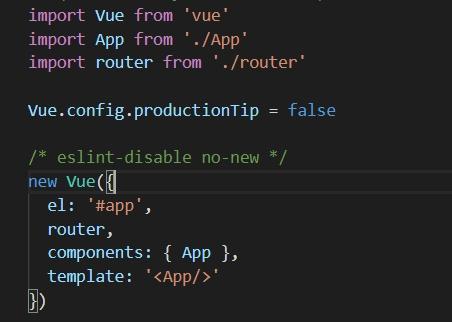 import Vue from 'vue'
import App from './App'
import router from './router'
Vue.config.productionTip = false
/* eslint-disable no-new */
new Vue({
el: '#app',
router,
components: { App },
template: '<App/>'
})